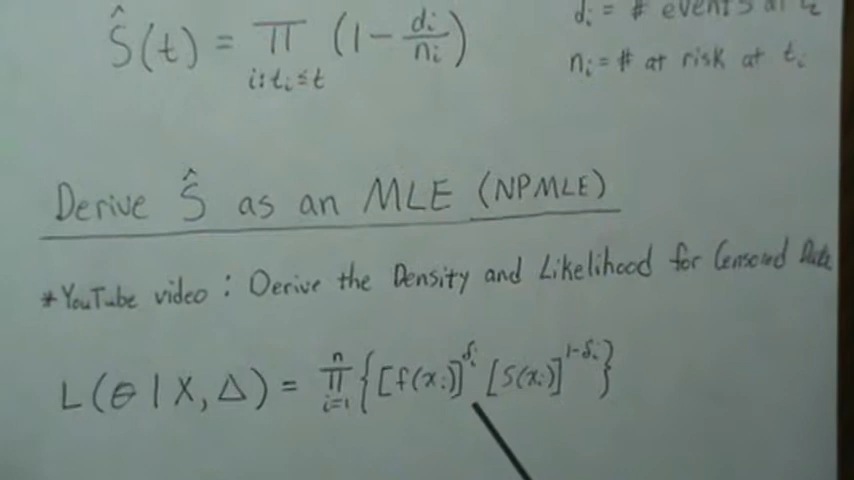 Ŝ(t) = Π (1 - di/ni)
i:ti≤t
di = # events at ti
ni = # at risk at ti
Derive Ŝ as an MLE (NPMLE)
*YouTube video : Derive the Density and Likelihood for Censored Data
L(θ | X, Δ) = Π {[f(xi)]^δi [S(xi)]^1-δi}
n
i=1